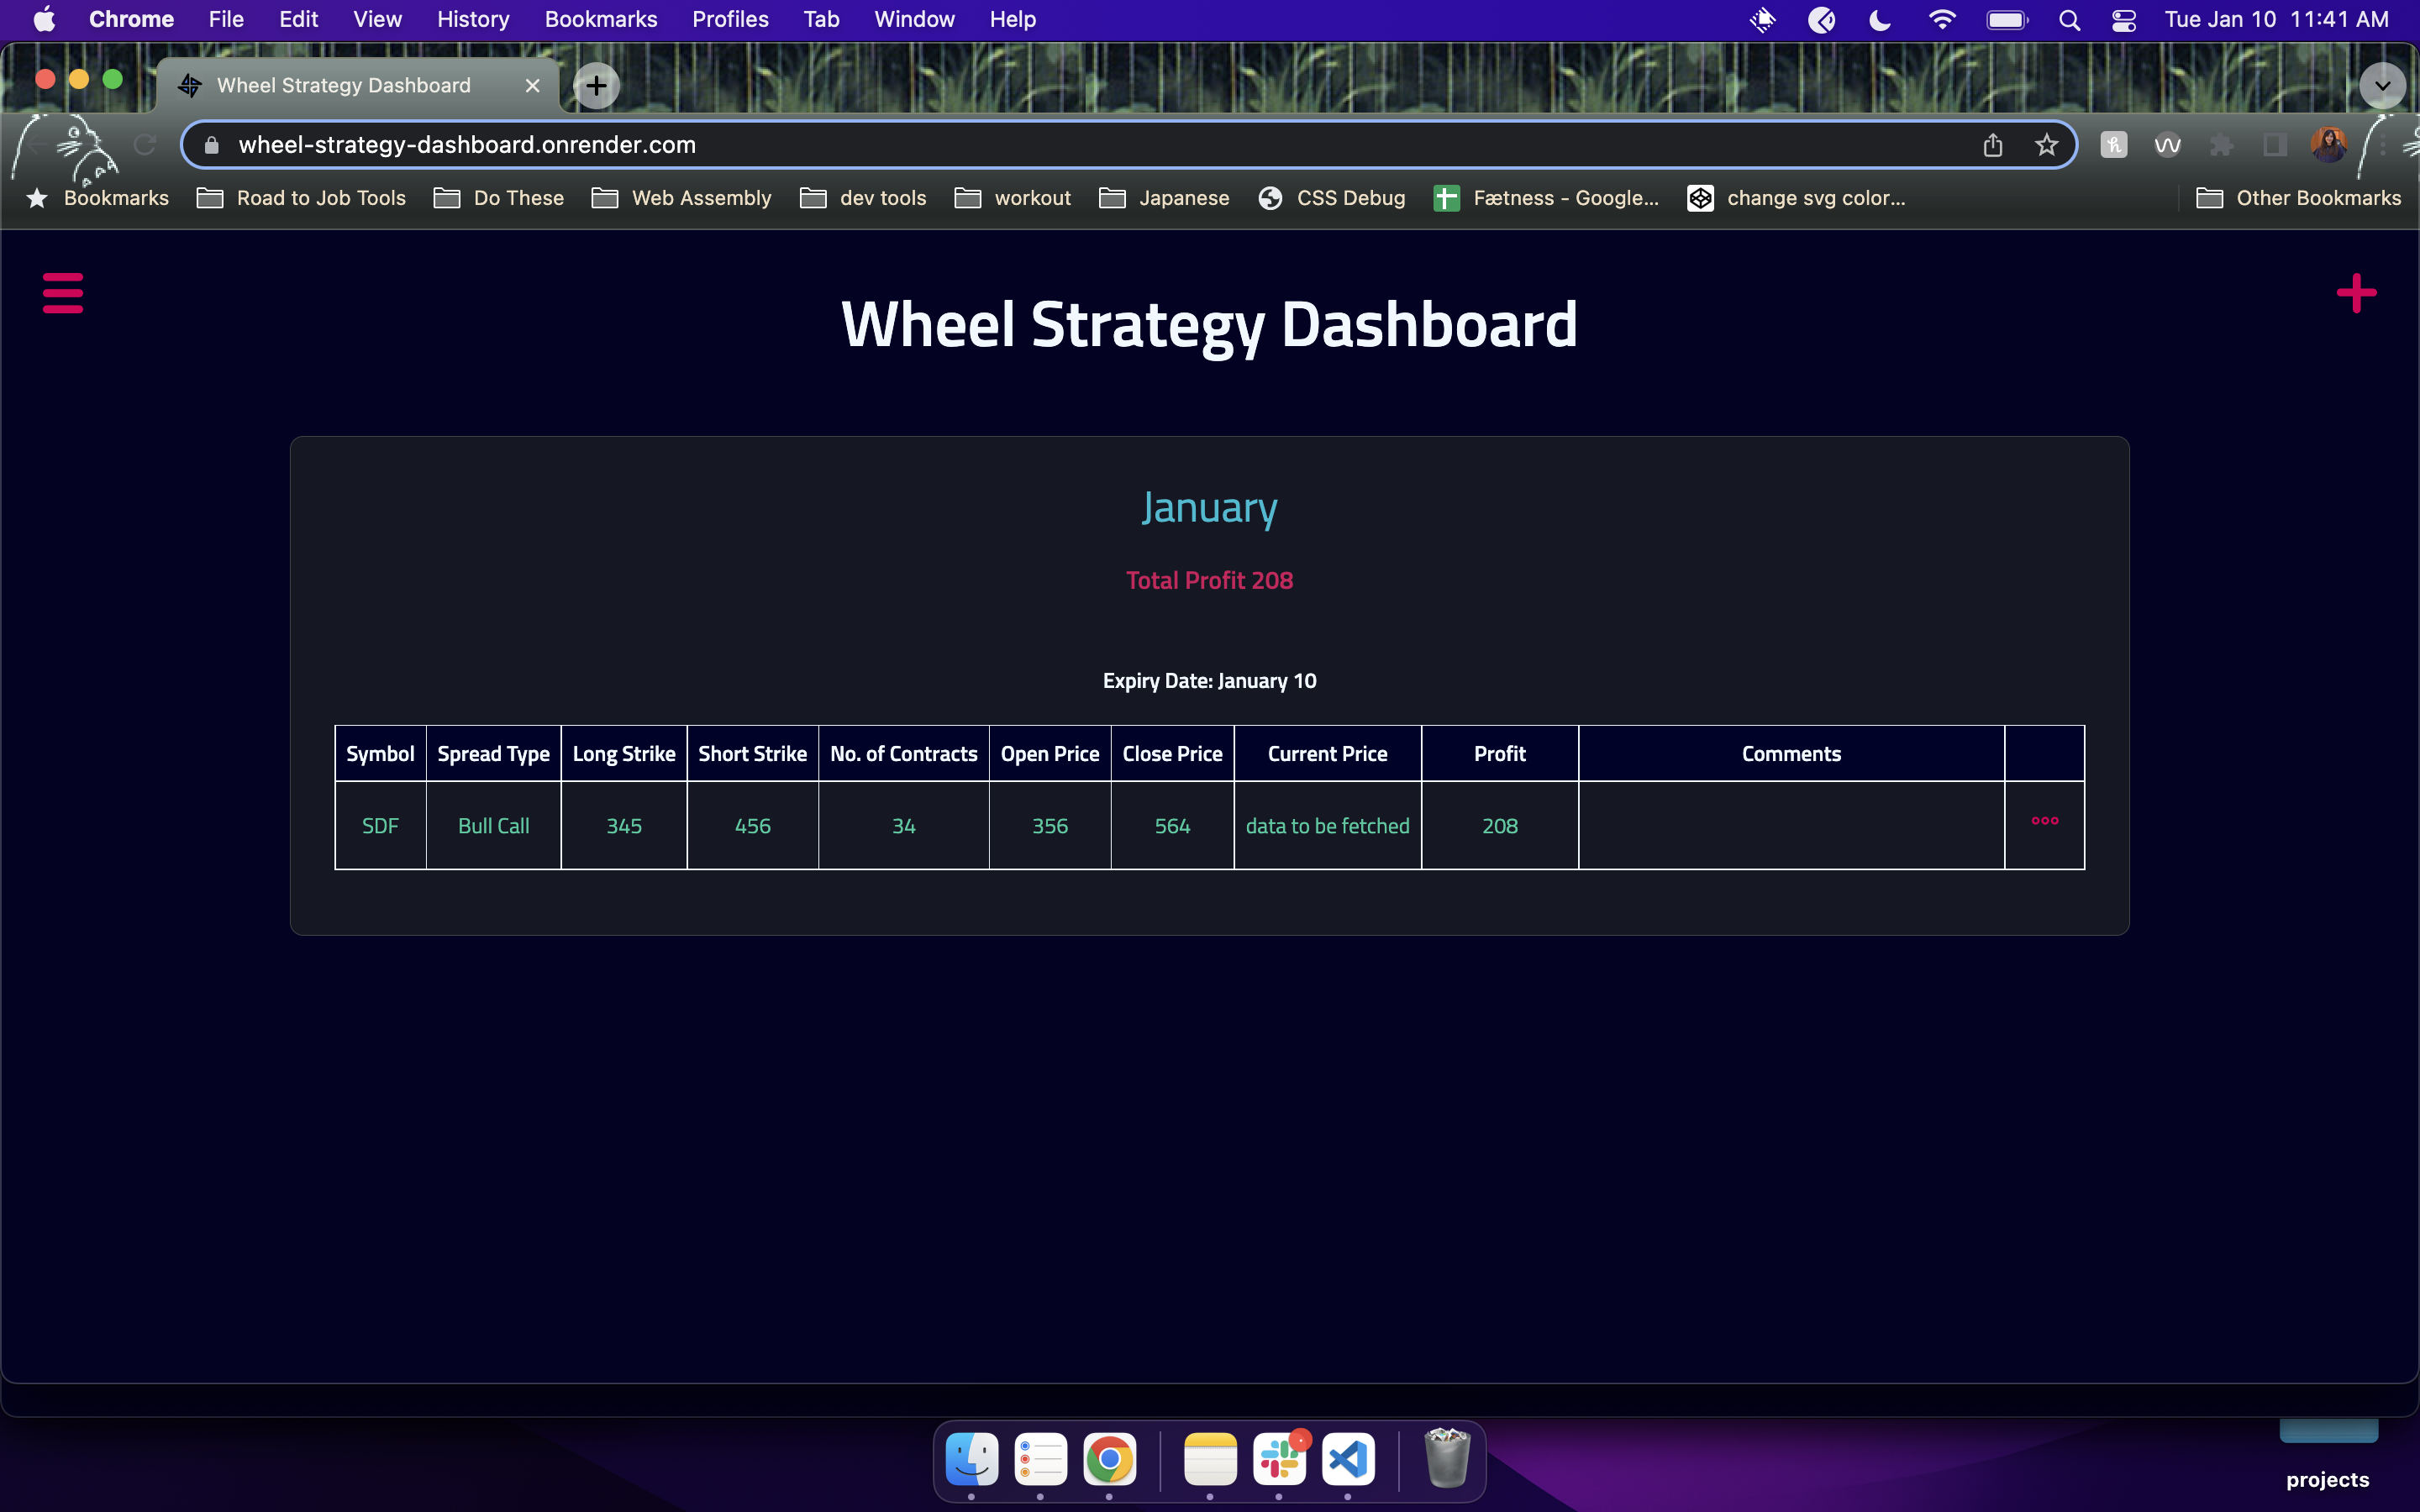 Chrome File Edit View History Bookmarks Profiles Tab Window Help Tue Jan 10 11:41 AM
Wheel Strategy Dashboard
wheel-strategy-dashboard.onrender.com
Bookmarks Road to Job Tools Do These Web Assembly dev tools workout Japanese CSS Debug Fætness - Google... change svg color... Other Bookmarks
Wheel Strategy Dashboard
January
Total Profit 208
Expiry Date: January 10
Symbol Spread Type Long Strike Short Strike No. of Contracts Open Price Close Price Current Price Profit Comments
SDF Bull Call 345 456 34 356 564 data to be fetched 208
projects